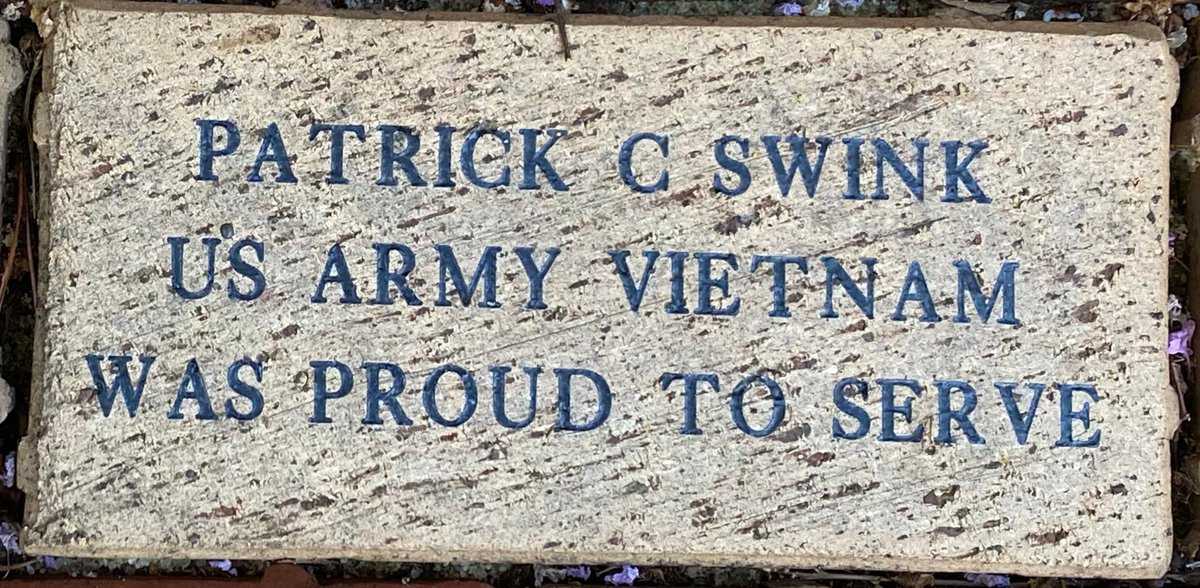 PATRICK C SWINK
US ARMY VIETNAM
WAS PROUD TO SERVE